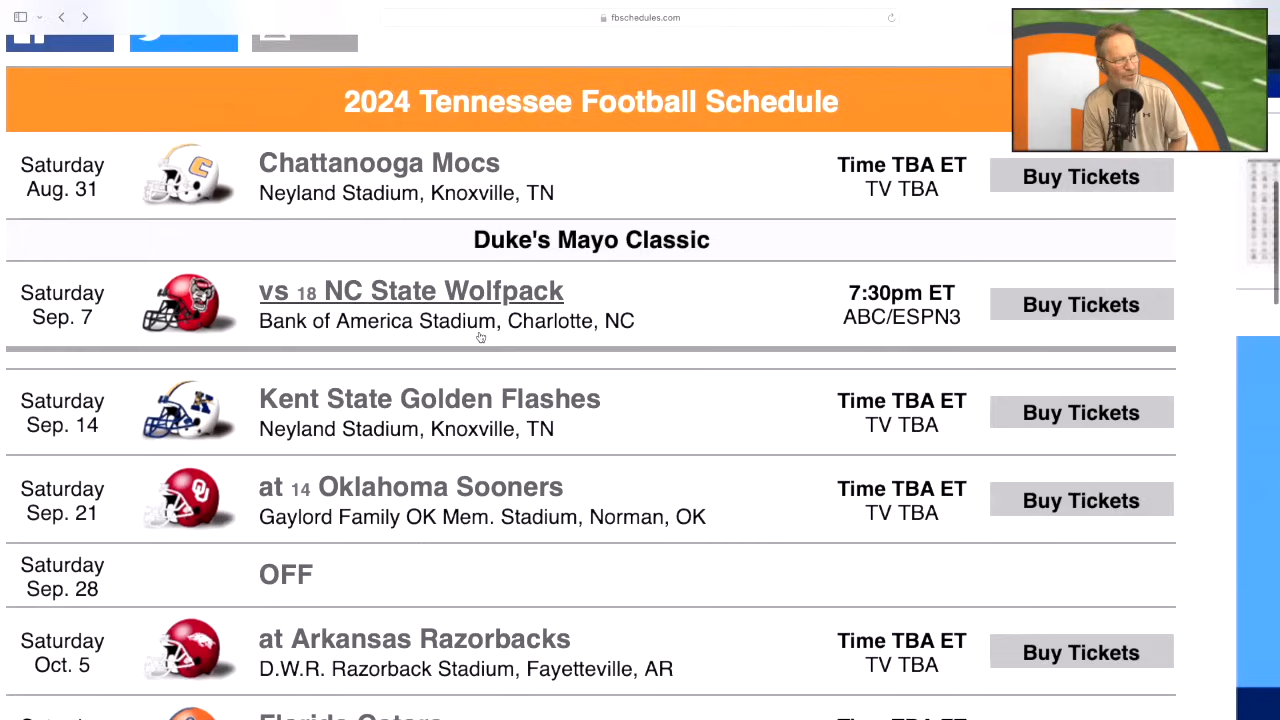 fbschedules.com
2024 Tennessee Football Schedule
Saturday
Aug. 31
Chattanooga Mocs
Neyland Stadium, Knoxville, TN
Time TBA ET
TV TBA
Buy Tickets
Duke's Mayo Classic
Saturday
Sep. 7
vs 18 NC State Wolfpack
Bank of America Stadium, Charlotte, NC
7:30pm ET
ABC/ESPN3
Buy Tickets
Saturday
Sep. 14
Kent State Golden Flashes
Neyland Stadium, Knoxville, TN
Time TBA ET
TV TBA
Buy Tickets
Saturday
Sep. 21
at 14 Oklahoma Sooners
Gaylord Family OK Mem. Stadium, Norman, OK
Time TBA ET
TV TBA
Buy Tickets
Saturday
Sep. 28
OFF
Saturday
Oct. 5
at Arkansas Razorbacks
D.W.R. Razorback Stadium, Fayetteville, AR
Time TBA ET
TV TBA
Buy Tickets